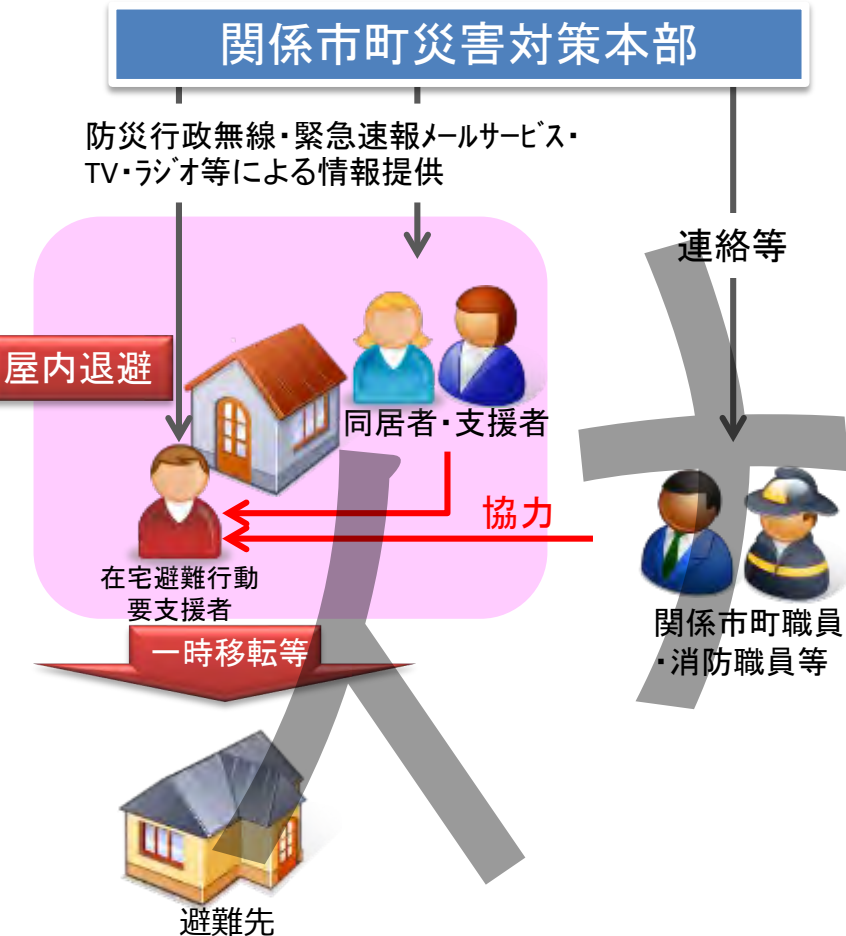 関係市町災害対策本部
防災行政無線・緊急速報ﾒｰﾙｻｰﾋﾞｽ・
TV・ﾗｼﾞｵ等による情報提供
連絡等
屋内退避
同居者・支援者
協力
在宅避難行動
要支援者
関係市町職員
・消防職員等
一時移転等
避難先